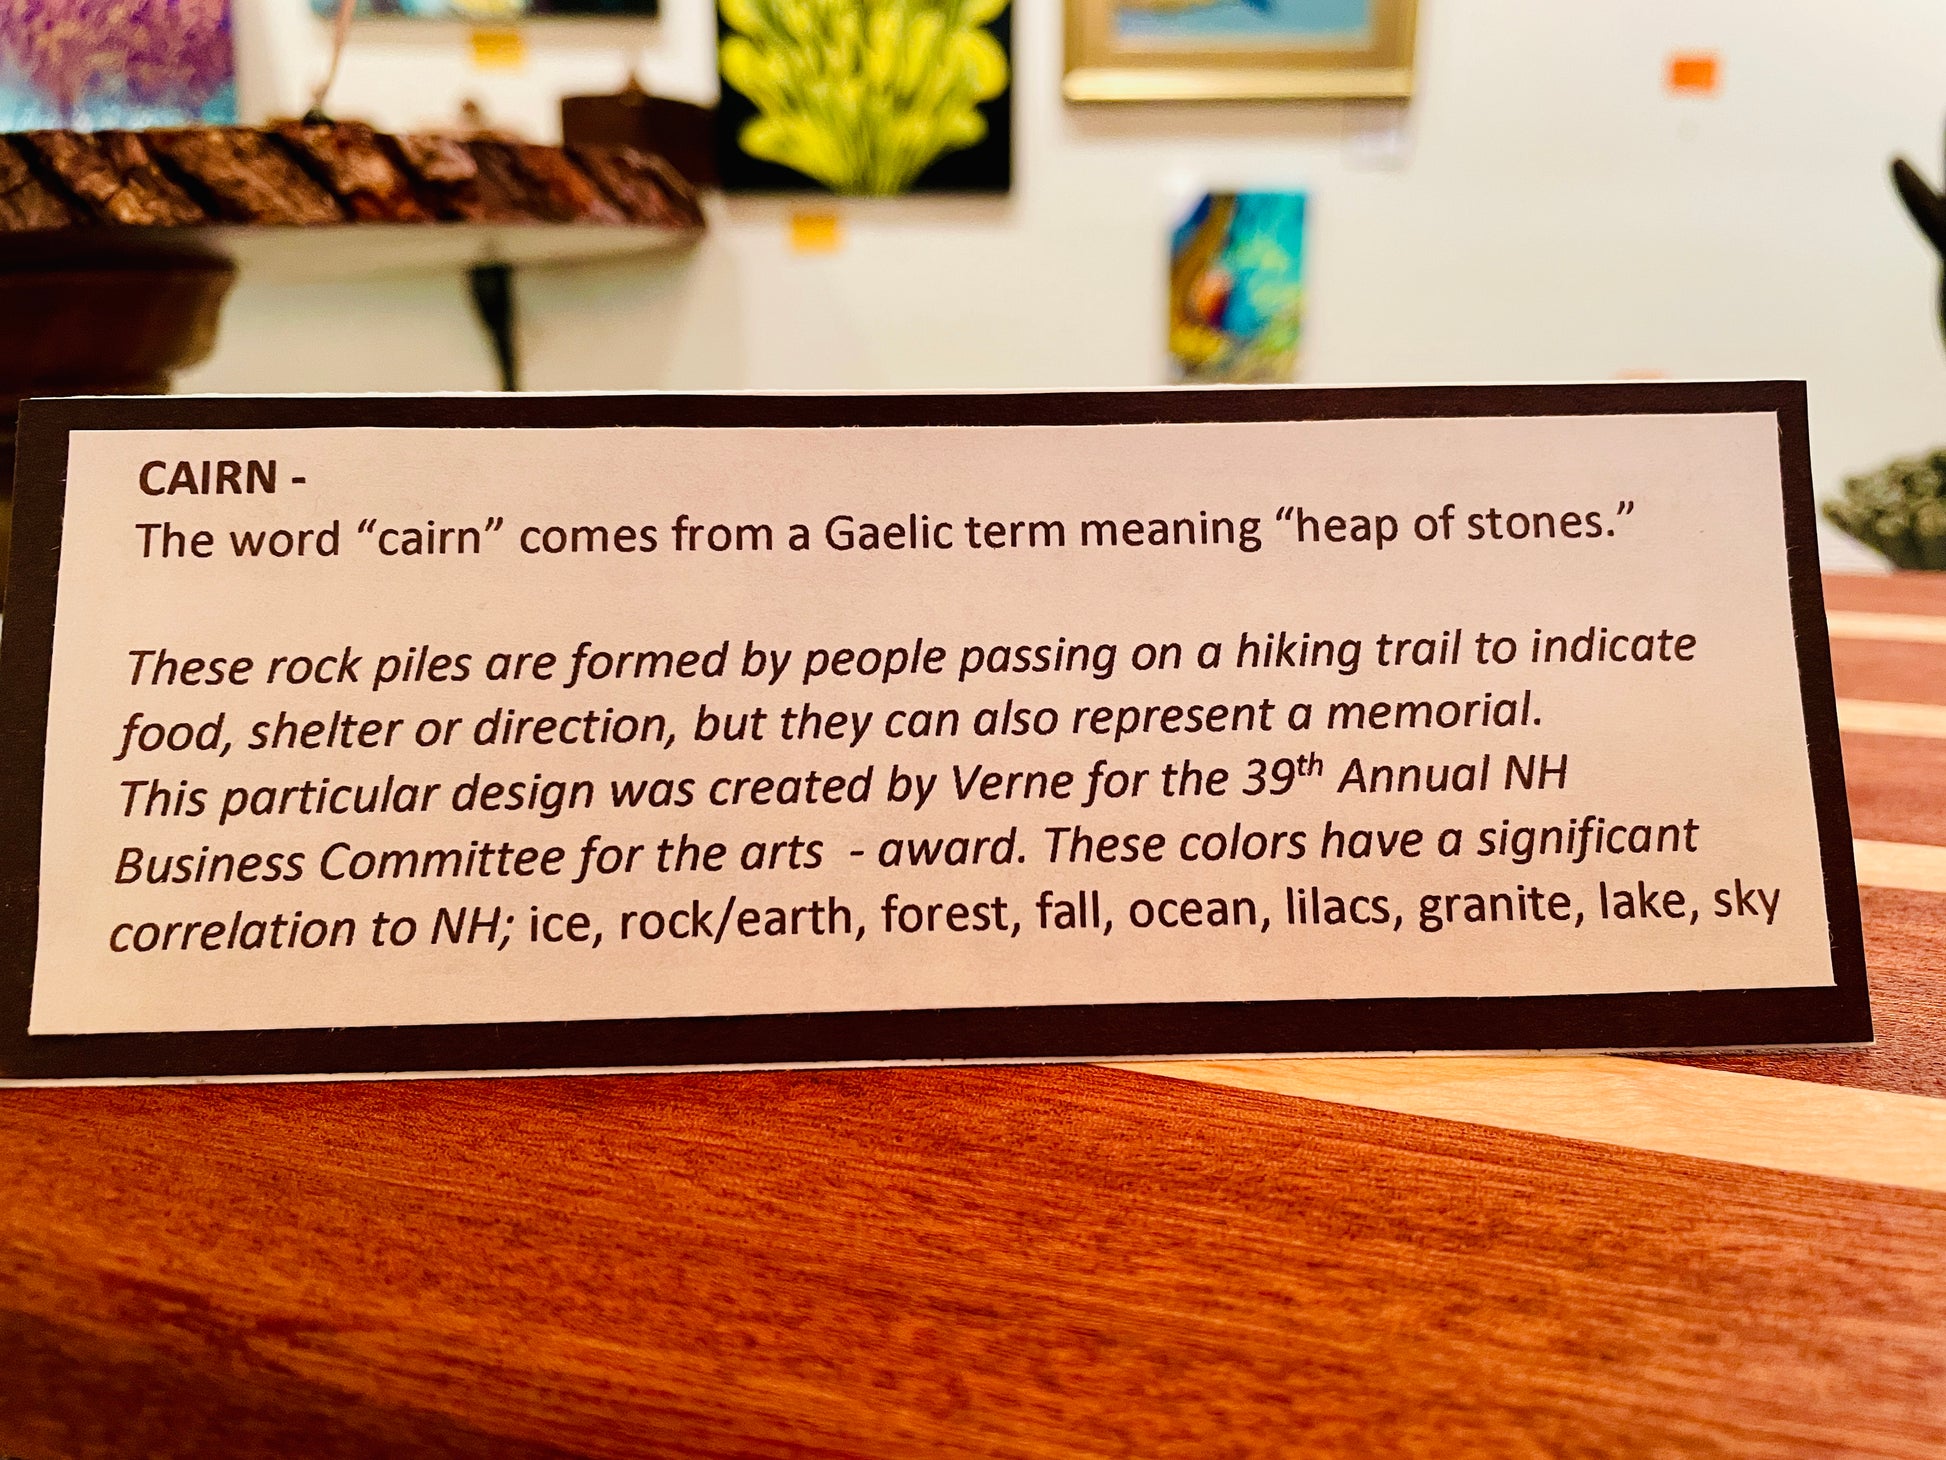 CAIRN -
The word “cairn” comes from a Gaelic term meaning “heap of stones.”
These rock piles are formed by people passing on a hiking trail to indicate
food, shelter or direction, but they can also represent a memorial.
This particular design was created by Verne for the 39th Annual NH
Business Committee for the arts - award. These colors have a significant
correlation to NH; ice, rock/earth, forest, fall, ocean, lilacs, granite, lake, sky